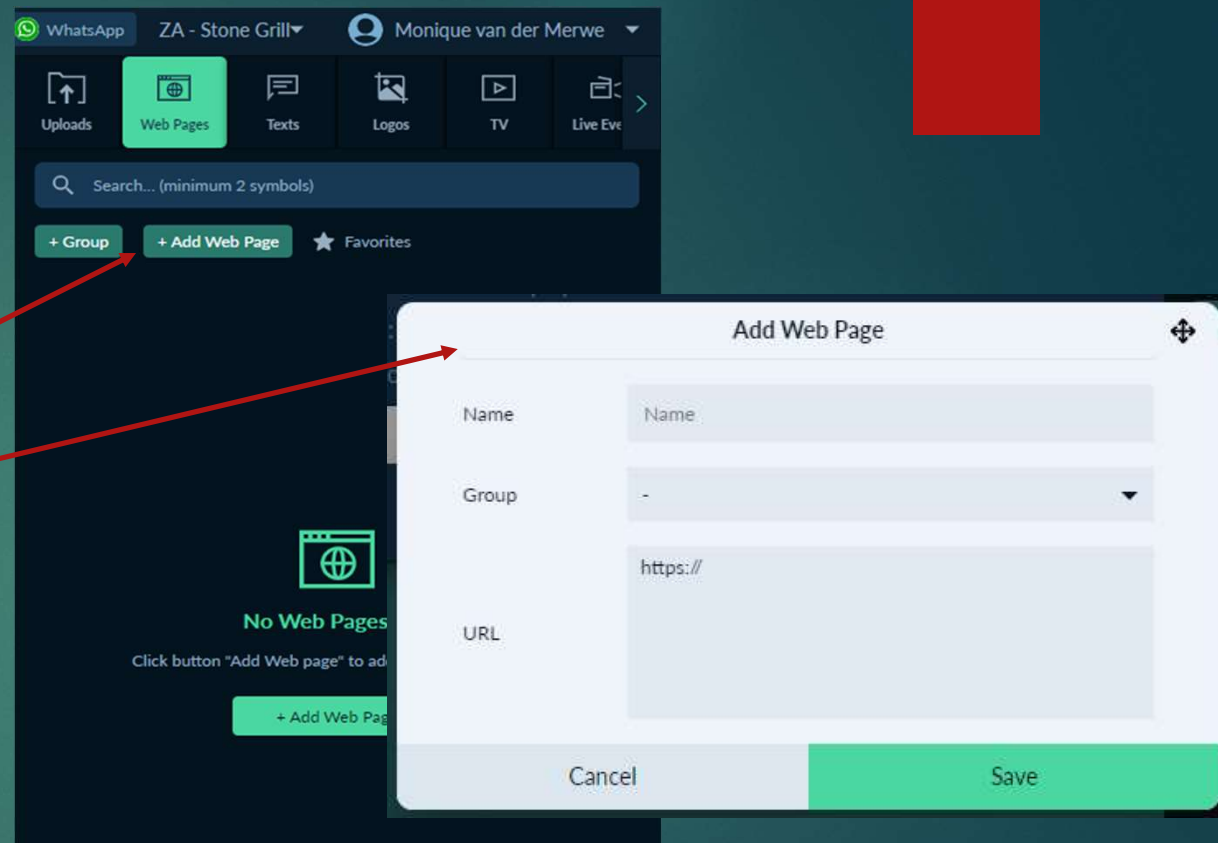 WhatsApp ZA - Stone Grill Monique van der Merwe
Uploads Web Pages Texts Logos TV Live Eve
Search... (minimum 2 symbols)
+ Group + Add Web Page Favorites
Add Web Page
Name Name
Group -
https://
URL
No Web Pages
Click button "Add Web page" to ad
+ Add Web Pag
Cancel Save